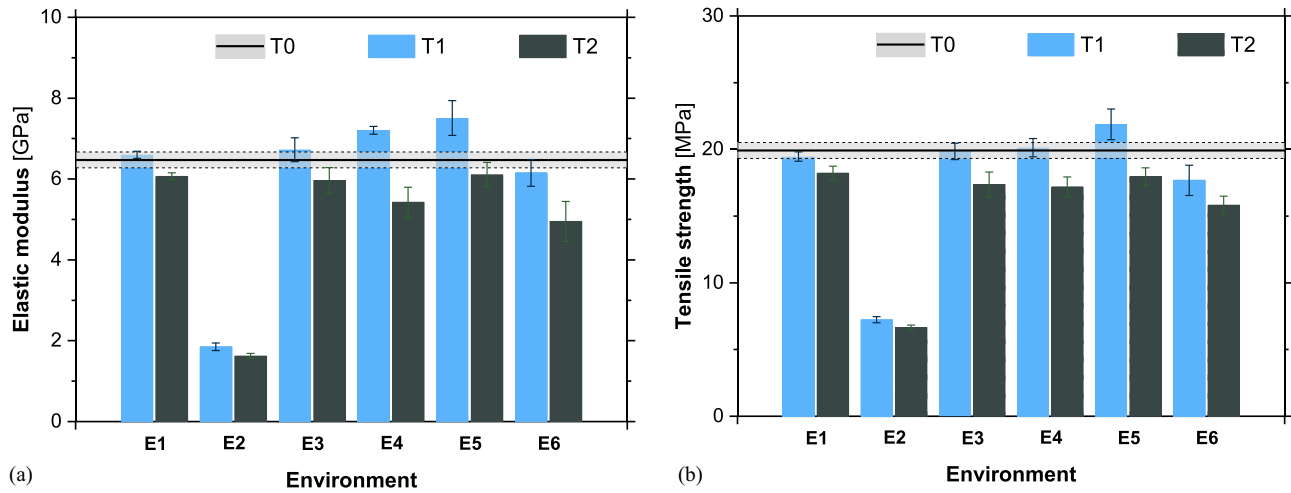 10
8
6
4
2
0
Elastic modulus [GPa]
T0 T1 T2
E1 E2 E3 E4 E5 E6
Environment
(a)
30
20
10
0
Tensile strength [MPa]
T0 T1 T2
E1 E2 E3 E4 E5 E6
Environment
(b)